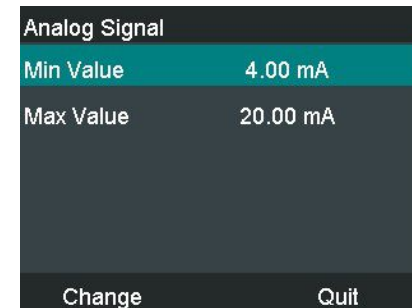 Analog Signal
Min Value 4.00 mA
Max Value 20.00 mA
Change Quit